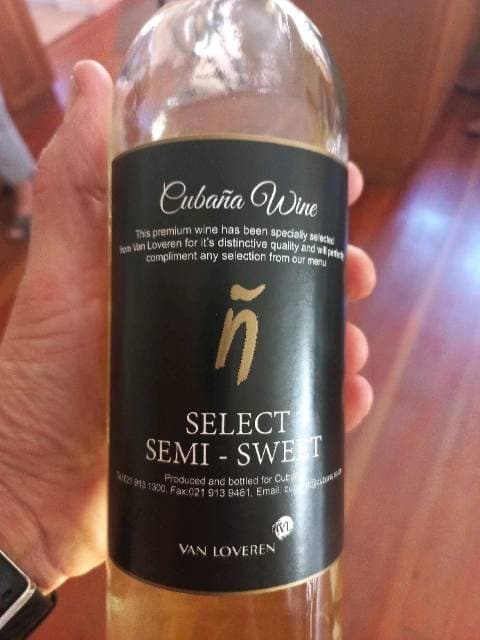 Cubaña Wine
This premium wine has been specially selected
from Van Loveren for it's distinctive quality and will perfectly
compliment any selection from our menu
ñ
SELECT
SEMI - SWEET
Produced and bottled for
Tel:021 913 1300, Fax:021 913 9461, Email:
VL
VAN LOVEREN